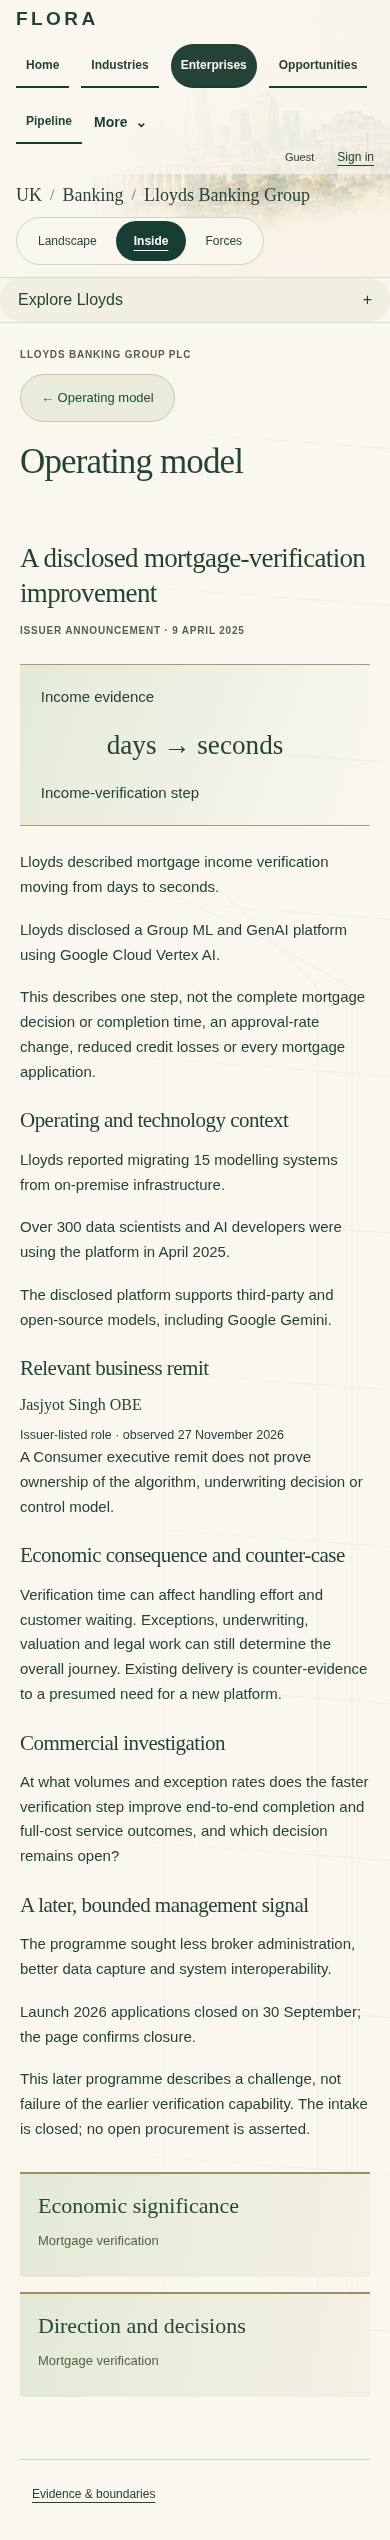 FLORA
Home Industries Enterprises Opportunities
Pipeline More
Guest Sign in
UK / Banking / Lloyds Banking Group
Landscape Inside Forces
Explore Lloyds +
LLOYDS BANKING GROUP PLC
← Operating model
Operating model
A disclosed mortgage-verification
improvement
ISSUER ANNOUNCEMENT · 9 APRIL 2025
Income evidence
days → seconds
Income-verification step
Lloyds described mortgage income verification
moving from days to seconds.
Lloyds disclosed a Group ML and GenAI platform
using Google Cloud Vertex AI.
This describes one step, not the complete mortgage
decision or completion time, an approval-rate
change, reduced credit losses or every mortgage
application.
Operating and technology context
Lloyds reported migrating 15 modelling systems
from on-premise infrastructure.
Over 300 data scientists and AI developers were
using the platform in April 2025.
The disclosed platform supports third-party and
open-source models, including Google Gemini.
Relevant business remit
Jasjyot Singh OBE
Issuer-listed role · observed 27 November 2026
A Consumer executive remit does not prove
ownership of the algorithm, underwriting decision or
control model.
Economic consequence and counter-case
Verification time can affect handling effort and
customer waiting. Exceptions, underwriting,
valuation and legal work can still determine the
overall journey. Existing delivery is counter-evidence
to a presumed need for a new platform.
Commercial investigation
At what volumes and exception rates does the faster
verification step improve end-to-end completion and
full-cost service outcomes, and which decision
remains open?
A later, bounded management signal
The programme sought less broker administration,
better data capture and system interoperability.
Launch 2026 applications closed on 30 September;
the page confirms closure.
This later programme describes a challenge, not
failure of the earlier verification capability. The intake
is closed; no open procurement is asserted.
Economic significance
Mortgage verification
Direction and decisions
Mortgage verification
Evidence & boundaries